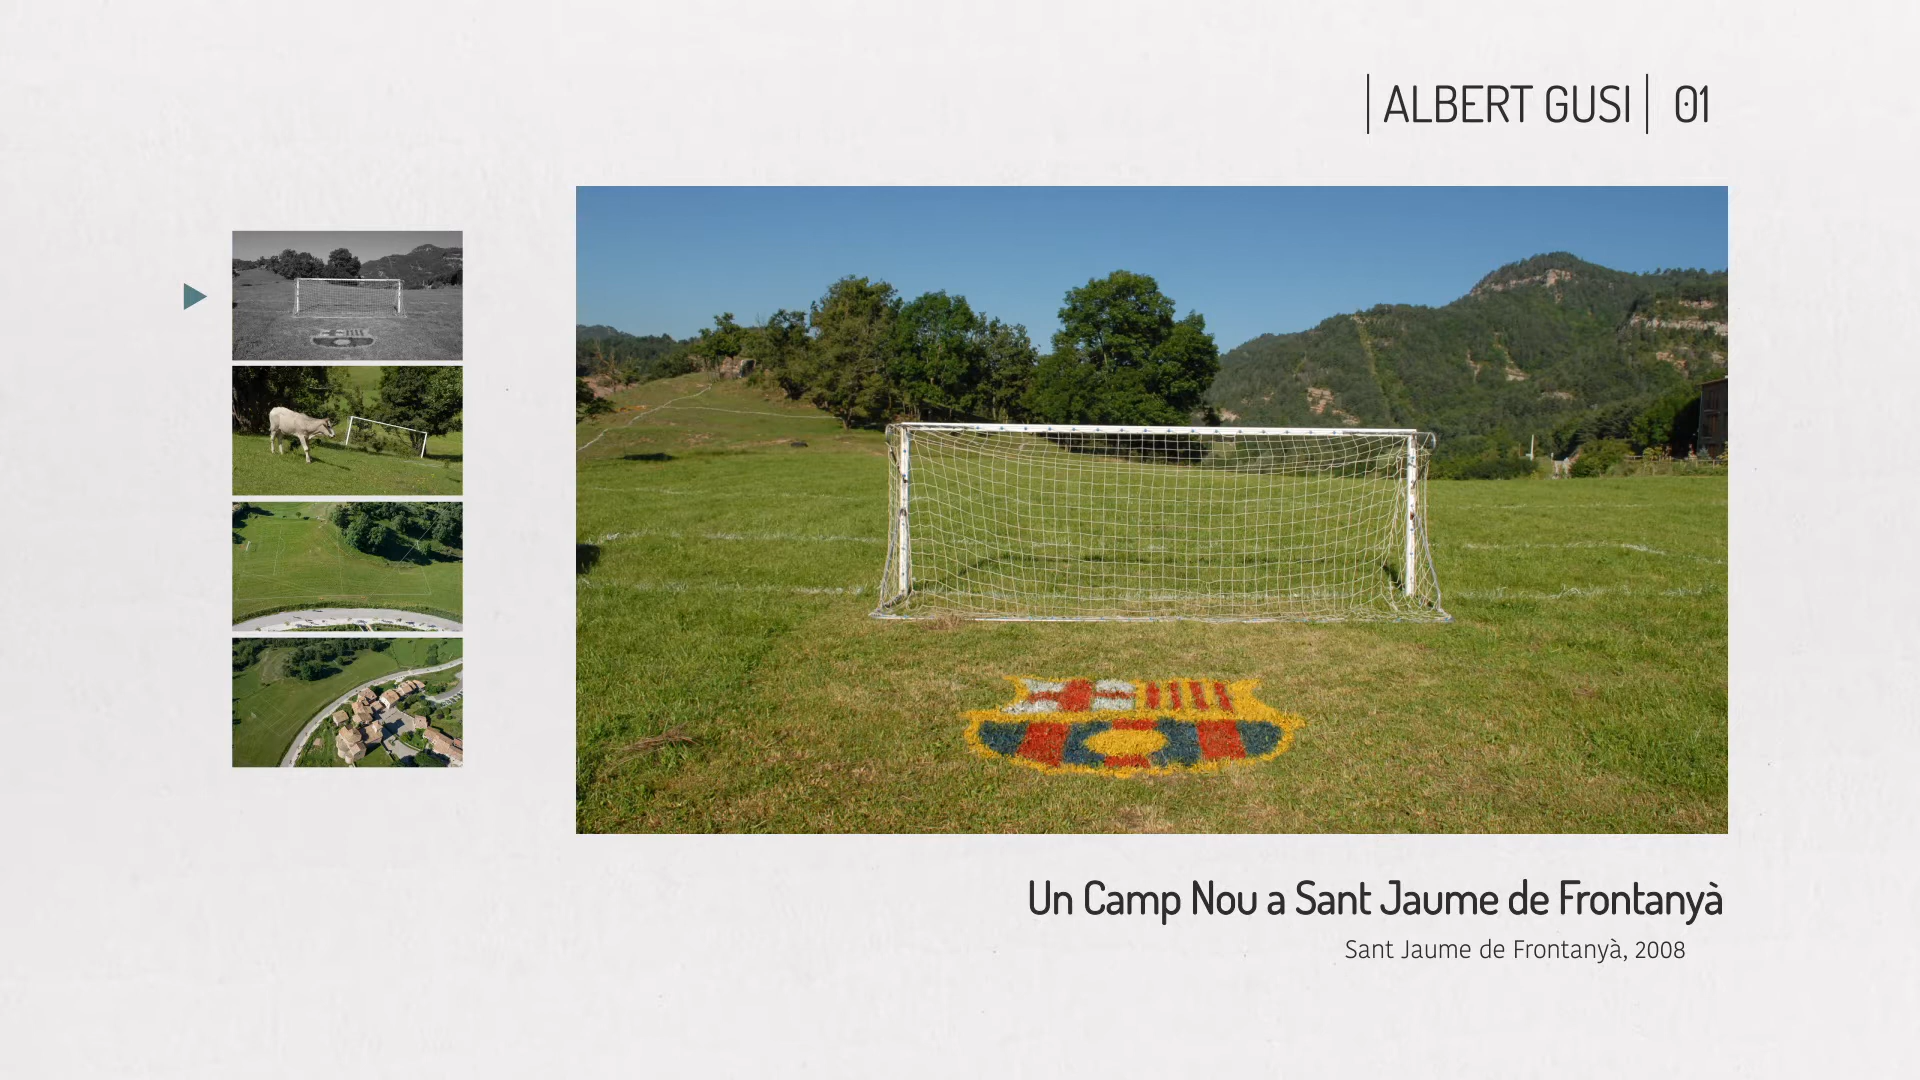 ALBERT GUSI 01
Un Camp Nou a Sant Jaume de Frontanyà
Sant Jaume de Frontanyà, 2008